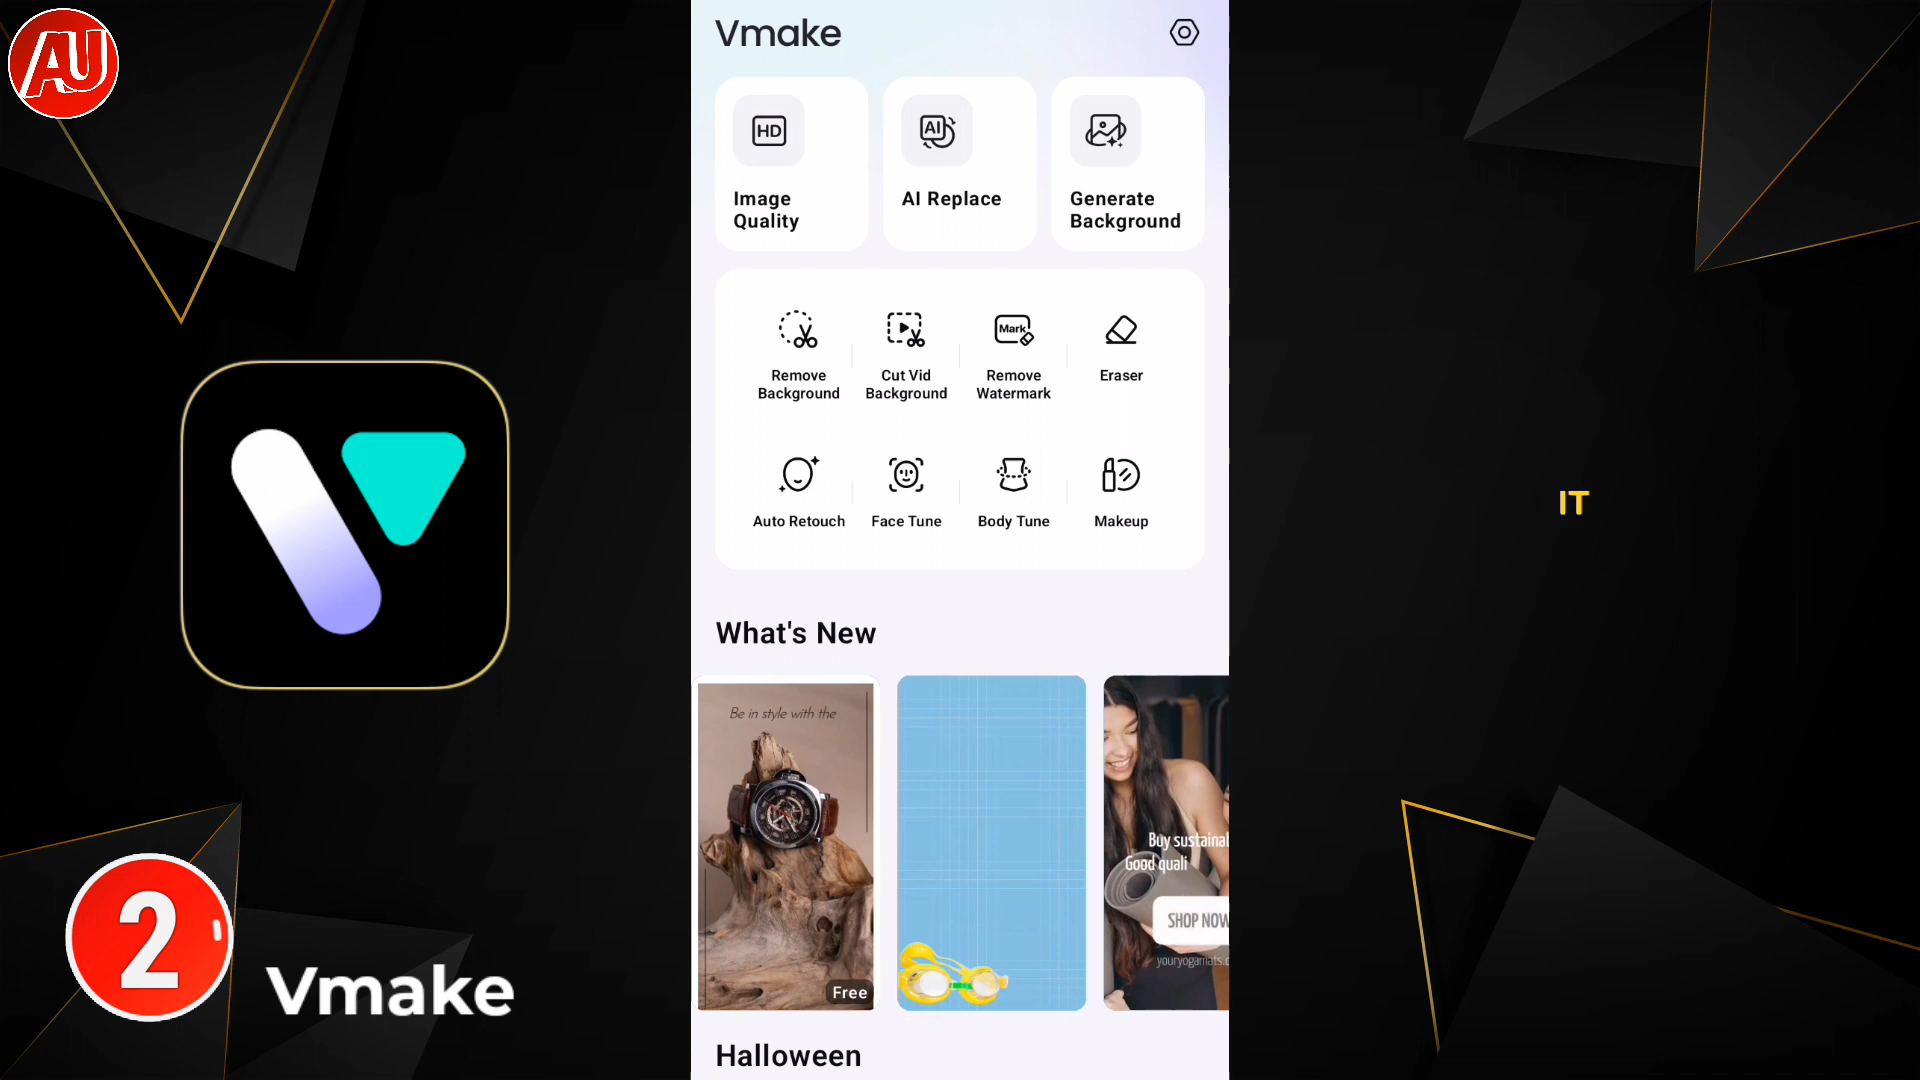 AU
Vmake
HD
AI
Image
Quality
AI Replace
Generate
Background
Mark
Remove
Background
Cut Vid
Background
Remove
Watermark
Eraser
Auto Retouch
Face Tune
Body Tune
Makeup
IT
What's New
Be in style with the
Free
Buy sustainal
Good quali
SHOP NOW
youryogamats.c
Halloween
2
Vmake